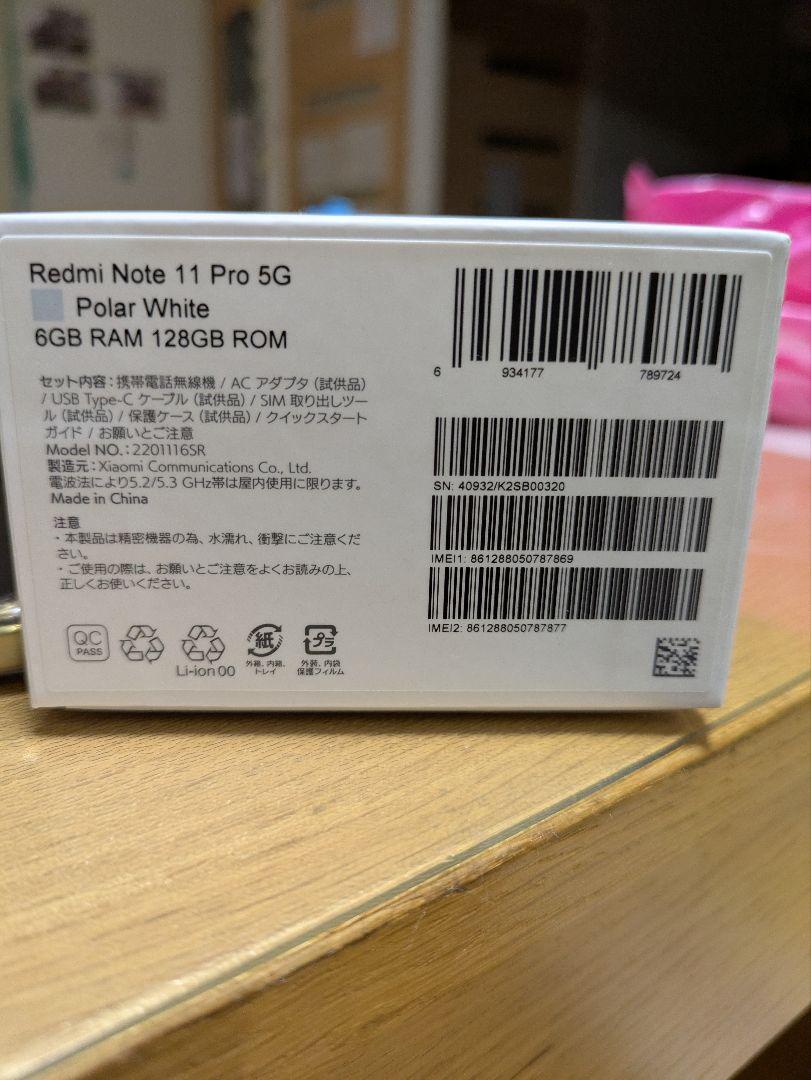 Redmi Note 11 Pro 5G
Polar White
6GB RAM 128GB ROM
セット内容：携帯電話無線機 / AC アダプタ（試供品）
/ USB Type-C ケーブル（試供品）/ SIM 取り出しツー
ル（試供品）/ 保護ケース（試供品）/ クイックスタート
ガイド / お願いとご注意
Model NO.：2201116SR
製造元：Xiaomi Communications Co., Ltd.
電波法により5.2/5.3 GHz帯は屋内使用に限ります。
Made in China
注意
・本製品は精密機器の為、水濡れ、衝撃にご注意くだ
さい。
・ご使用の際は、お願いとご注意をよくお読みの上、
正しくお使いください。
QC
PASS
Li-ion 00
紙
外箱、内箱、
トレイ
プラ
外装、内袋
保護フィルム
6 934177 789724
SN: 40932/K2SB00320
IMEI1: 861288050787869
IMEI2: 861288050787877